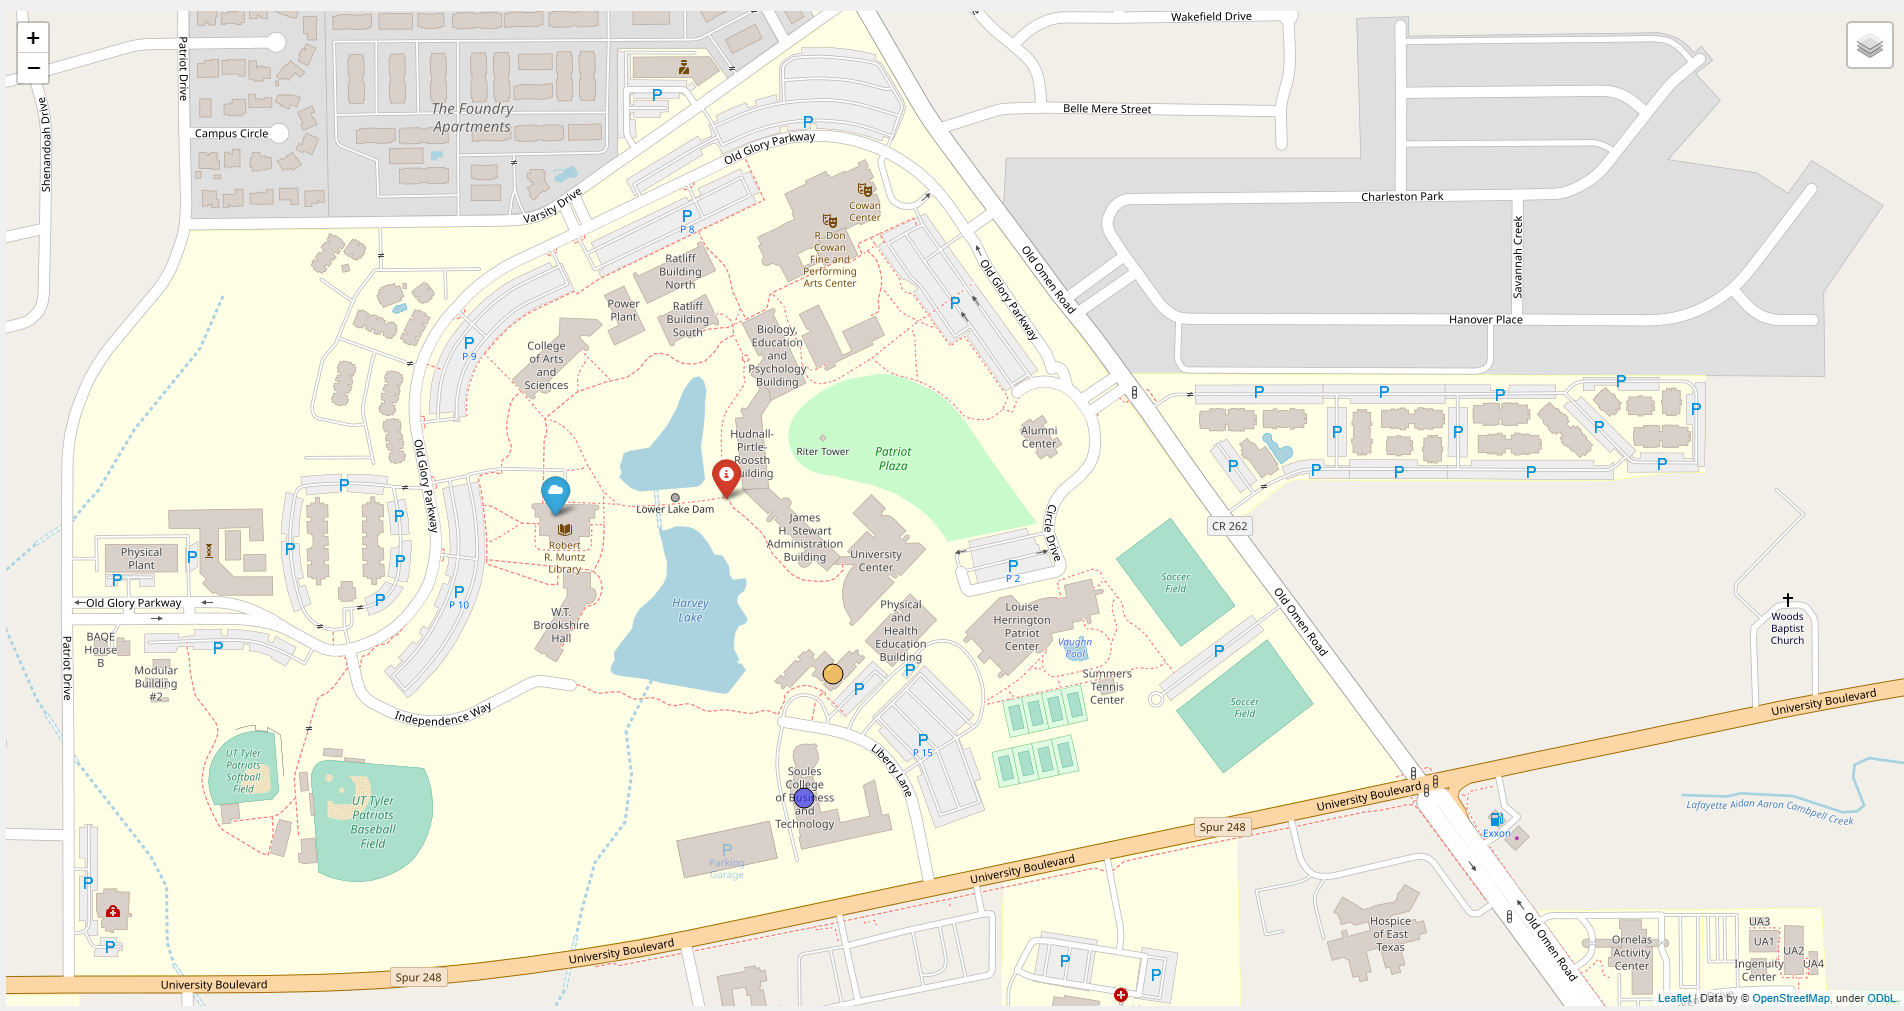 +
−
Wakefield Drive
Belle Mere Street
Patriot Drive
Shenandoah Drive
Campus Circle
The Foundry
Apartments
P
P
Old Glory Parkway
Varsity Drive
P
P 8
Cowan
Center
R. Don
Cowan
Fine and
Performing
Arts Center
Charleston Park
Savannah Creek
Hanover Place
Old Omen Road
Old Glory Parkway
P
Ratliff
Building
North
Power
Plant
Ratliff
Building
South
Biology,
Education
and
Psychology
Building
P
P 9
College
of Arts
and
Sciences
Old Glory Parkway
Hudnall-
Pirtle-
Roosth
Building
Riter Tower
Patriot
Plaza
Alumni
Center
P
P
P
P
P
P
P
P
P
P
P
P
Lower Lake Dam
James
H. Stewart
Administration
Building
University
Center
Circle Drive
P
P 2
CR 262
Robert
R. Muntz
Library
P
P
P
P
P
Physical
Plant
P
P
Old Glory Parkway
P
P 10
W.T.
Brookshire
Hall
Harvey
Lake
Physical
and
Health
Education
Building
Louise
Herrington
Patriot
Center
Vaughn
Pool
Soccer
Field
Old Omen Road
Woods
Baptist
Church
BAQE
House
B
Modular
Building
#2
P
Patriot Drive
P
P
P
Summers
Tennis
Center
Soccer
Field
University Boulevard
Independence Way
Liberty Lane
P
P 15
UT Tyler
Patriots
Softball
Field
UT Tyler
Patriots
Baseball
Field
Soules
College
of Business
and
Technology
P
Parking
Garage
University Boulevard
Spur 248
University Boulevard
Exxon
Lafayette Aidan Aaron Cambpell Creek
P
P
University Boulevard
Spur 248
University Boulevard
P
P
Hospice
of East
Texas
Old Omen Road
Ornelas
Activity
Center
UA3
UA1
UA2
UA4
Ingenuity
Center
Leaflet | Data by © OpenStreetMap, under ODbL.